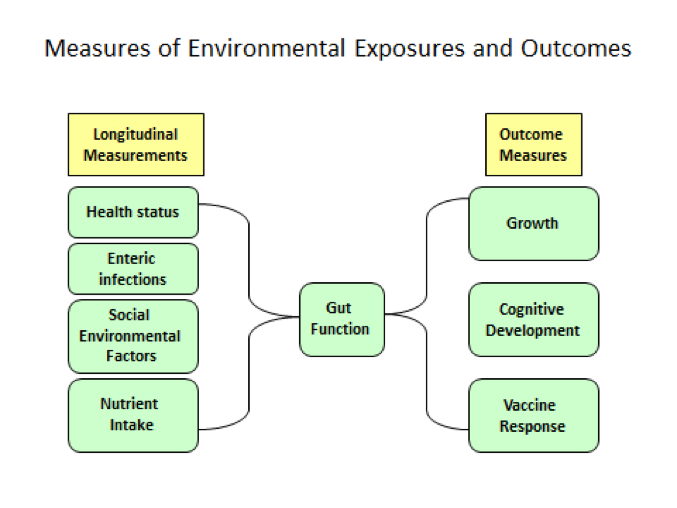 Measures of Environmental Exposures and Outcomes
Longitudinal
Measurements
Health status
Enteric
infections
Social
Environmental
Factors
Nutrient
Intake
Gut
Function
Outcome
Measures
Growth
Cognitive
Development
Vaccine
Response